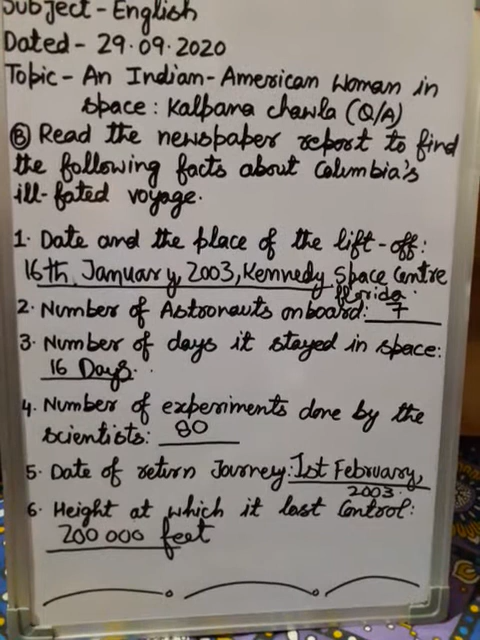 Subject - English
Dated - 29.09.2020
Topic - An Indian-American Woman in
space: Kalpana Chawla (Q/A)
Ⓑ Read the newspaper report to find
the following facts about Columbia's
ill-fated voyage.
1. Date and the place of the lift-off:
16th January, 2003, Kennedy Space Centre
florida.
2. Number of Astronauts onboard: 7
3. Number of days it stayed in space:
16 Days.
4. Number of experiments done by the
scientists: 80
5. Date of return Journey: 1st February,
2003.
6. Height at which it lost Control:
200 000 feet